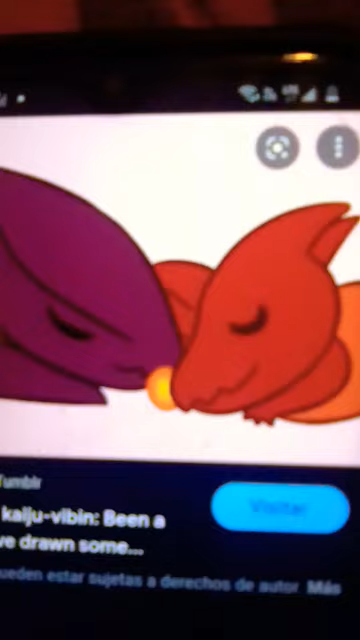 Tumblr
kaiju-vibin: Been a
ve drawn some...
ueden estar sujetas a derechos de autor Más
Visitar